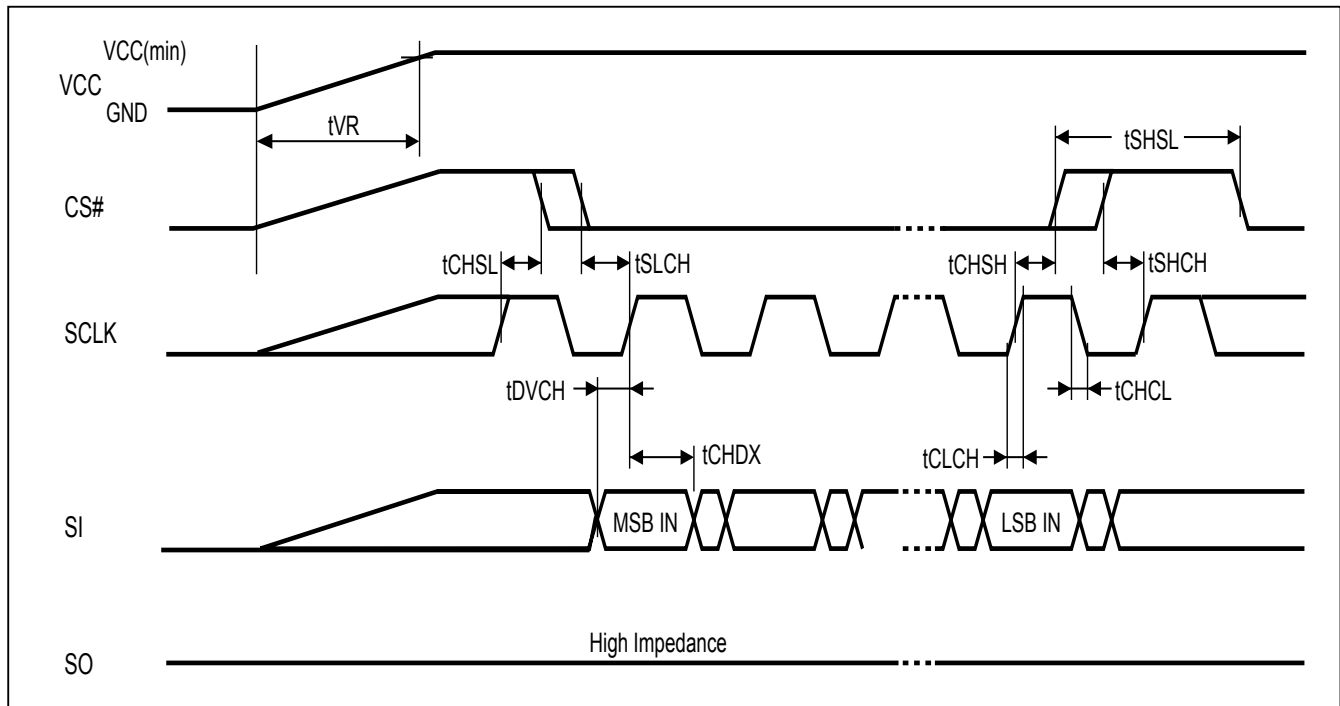 VCC(min)
VCC
GND
tVR
tSHSL
CS#
tCHSL
tSLCH
tCHSH
tSHCH
SCLK
tDVCH
tCHCL
tCHDX
tCLCH
SI
MSB IN
LSB IN
High Impedance
SO